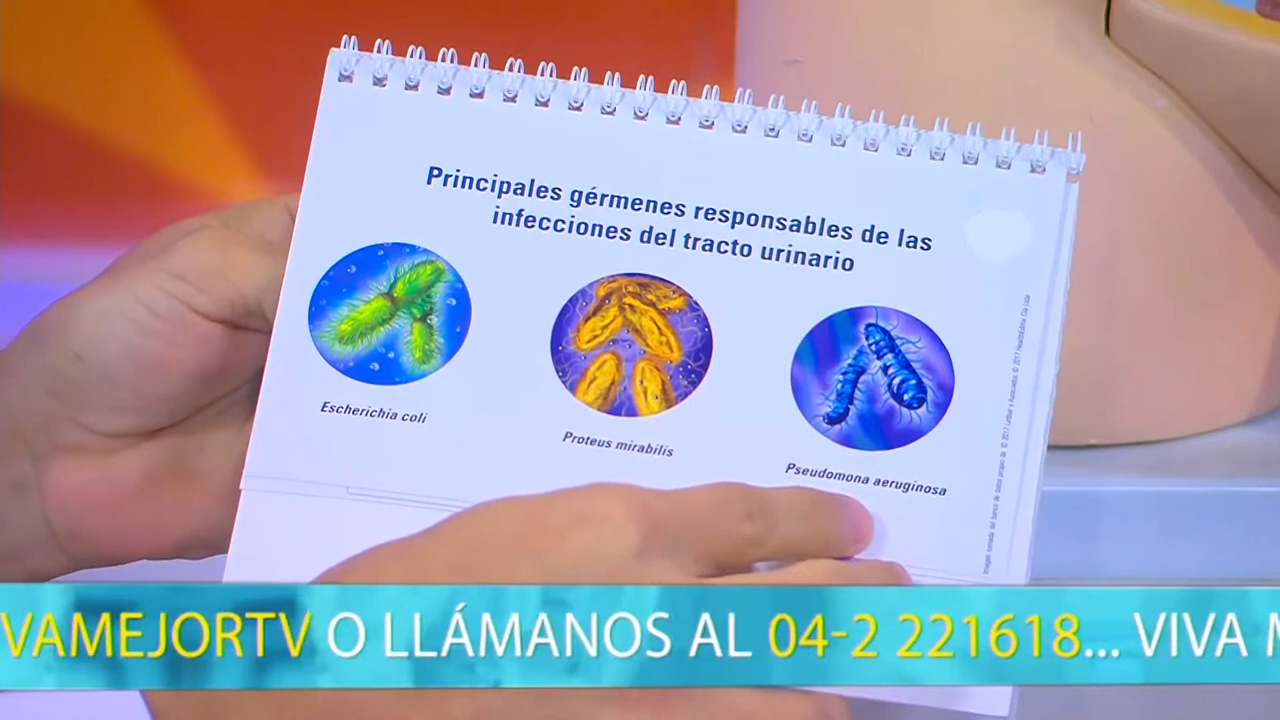 Principales gérmenes responsables de las
infecciones del tracto urinario
Escherichia coli
Proteus mirabilis
Pseudomona aeruginosa
VAMEJORTV O LLÁMANOS AL 04-2 221618... VIVA